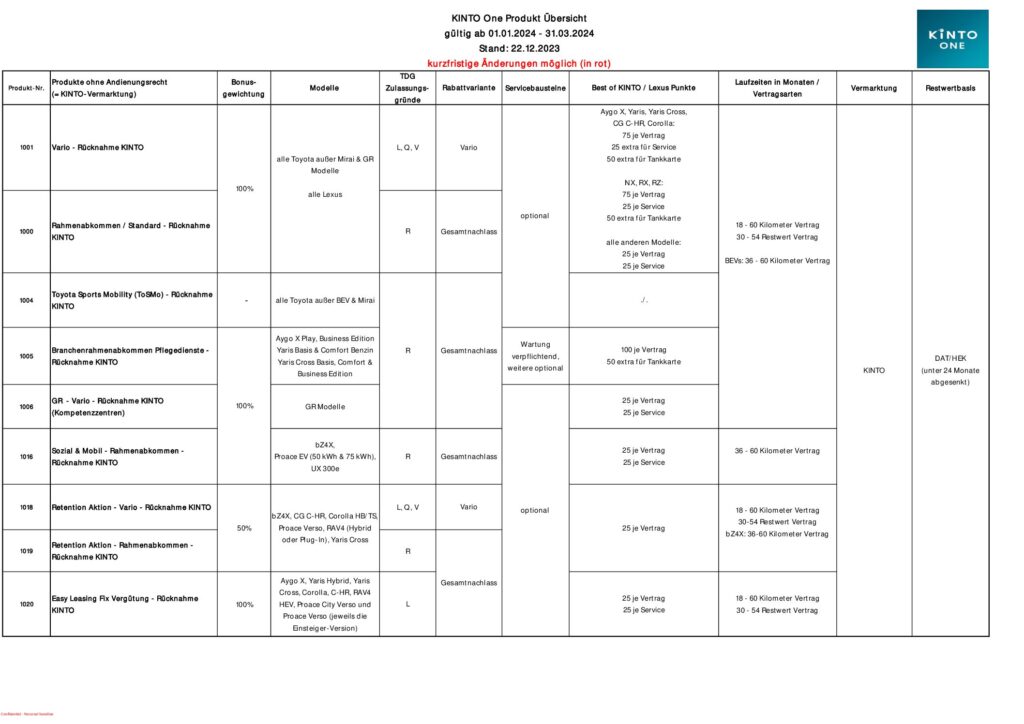 KINTO One Produkt Übersicht
gültig ab 01.01.2024 - 31.03.2024
Stand: 22.12.2023
kurzfristige Änderungen möglich (in rot)
KINTO
ONE
Produkt-Nr.
Produkte ohne Andienungsrecht
(= KINTO-Vermarktung)
Bonus-
gewichtung
Modelle
TDG
Zulassungs-
gründe
Rabattvariante
Servicebausteine
Best of KINTO / Lexus Punkte
Laufzeiten in Monaten /
Vertragsarten
Vermarktung
Restwertbasis
1001
Vario - Rücknahme KINTO
100%
alle Toyota außer Mirai & GR
Modelle
alle Lexus
L, Q, V
Vario
optional
Aygo X, Yaris, Yaris Cross,
CG C-HR, Corolla:
75 je Vertrag
25 extra für Service
50 extra für Tankkarte
NX, RX, RZ:
75 je Vertrag
25 je Service
50 extra für Tankkarte
alle anderen Modelle:
25 je Vertrag
25 je Service
18 - 60 Kilometer Vertrag
30 - 54 Restwert Vertrag
BEVs: 36 - 60 Kilometer Vertrag
KINTO
DAT/HEK
(unter 24 Monate
abgesenkt)
1000
Rahmenabkommen / Standard - Rücknahme
KINTO
R
Gesamtnachlass
1004
Toyota Sports Mobility (ToSMo) - Rücknahme
KINTO
-
alle Toyota außer BEV & Mirai
R
Gesamtnachlass
./.
1005
Branchenrahmenabkommen Pflegedienste -
Rücknahme KINTO
100%
Aygo X Play, Business Edition
Yaris Basis & Comfort Benzin
Yaris Cross Basis, Comfort &
Business Edition
Wartung
verpflichtend,
weitere optional
100 je Vertrag
50 extra für Tankkarte
1006
GR - Vario - Rücknahme KINTO
(Kompetenzzentren)
GR Modelle
optional
25 je Vertrag
25 je Service
1016
Sozial & Mobil - Rahmenabkommen -
Rücknahme KINTO
bZ4X,
Proace EV (50 kWh & 75 kWh),
UX 300e
R
Gesamtnachlass
25 je Vertrag
25 je Service
36 - 60 Kilometer Vertrag
1018
Retention Aktion - Vario - Rücknahme KINTO
50%
bZ4X, CG C-HR, Corolla HB/TS,
Proace Verso, RAV4 (Hybrid
oder Plug-In), Yaris Cross
L, Q, V
Vario
25 je Vertrag
18 - 60 Kilometer Vertrag
30-54 Restwert Vertrag
bZ4X: 36-60 Kilometer Vertrag
1019
Retention Aktion - Rahmenabkommen -
Rücknahme KINTO
R
Gesamtnachlass
1020
Easy Leasing Fix Vergütung - Rücknahme
KINTO
100%
Aygo X, Yaris Hybrid, Yaris
Cross, Corolla, C-HR, RAV4
HEV, Proace City Verso und
Proace Verso (jeweils die
Einsteiger-Version)
L
25 je Vertrag
25 je Service
18 - 60 Kilometer Vertrag
30 - 54 Restwert Vertrag